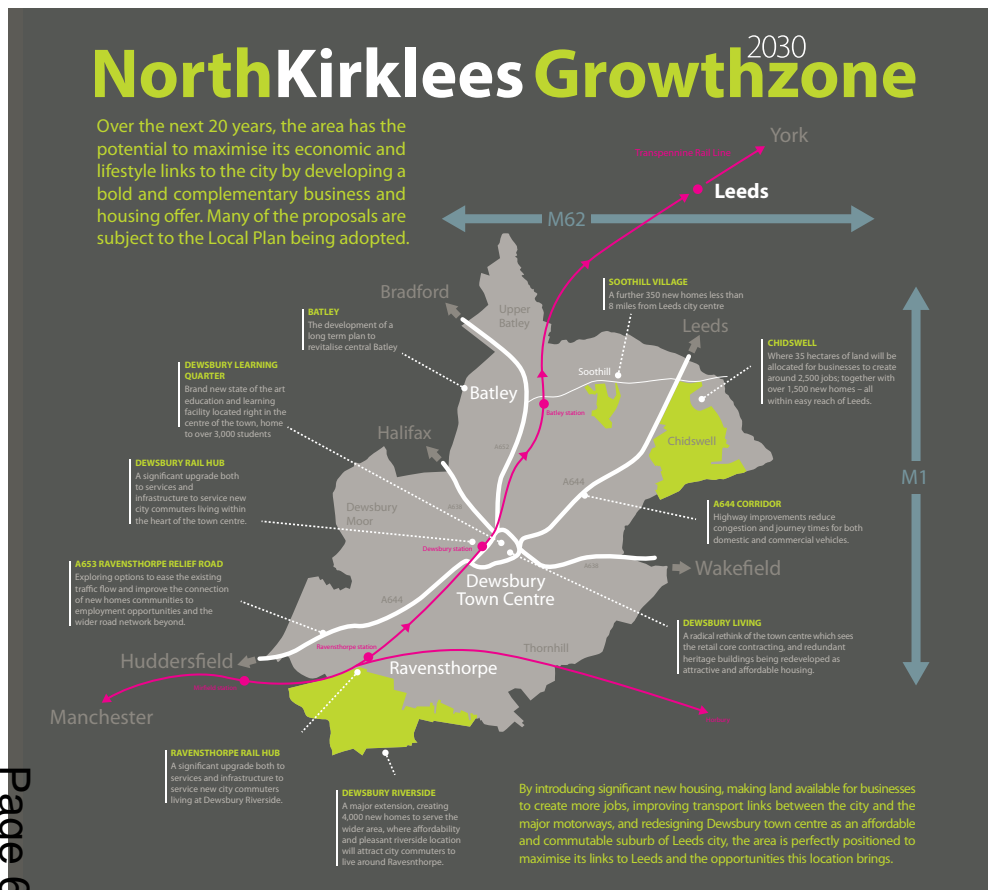 2030
NorthKirklees Growthzone
Over the next 20 years, the area has the
potential to maximise its economic and
lifestyle links to the city by developing a
bold and complementary business and
housing offer. Many of the proposals are
subject to the Local Plan being adopted.
York
Leeds
M62
Bradford
Upper
Batley
SOOTHILL VILLAGE
A further 350 new homes less than
8 miles from Leeds city centre
Leeds
BATLEY
The development of a
long term plan to
revitalise central Batley
CHIDSWELL
Where 35 hectares of land will be
allocated for businesses to create
around 2,500 jobs; together with
over 1,500 new homes – all
within easy reach of Leeds.
DEWSBURY LEARNING
QUARTER
Brand new state of the art
education and learning
facility located right in the
centre of the town, home
to over 3,000 students
Soothill
Batley
Batley station
Halifax
Chidswell
A652
DEWSBURY RAIL HUB
A significant upgrade both
to services and
infrastructure to service new
city commuters living within
the heart of the town centre.
M1
A644
Dewsbury
Moor
A638
A644 CORRIDOR
Highway improvements reduce
congestion and journey times for both
domestic and commercial vehicles.
Dewsbury station
A653 RAVENSTHORPE RELIEF ROAD
Exploring options to ease the existing
traffic flow and improve the connection
of new homes communities to
employment opportunities and the
wider road network beyond.
A638
Wakefield
Dewsbury
Town Centre
A644
DEWSBURY LIVING
A radical rethink of the town centre which sees
the retail core contracting, and redundant
heritage buildings being redeveloped as
attractive and affordable housing.
Ravensthorpe station
Thornhill
Huddersfield
Ravensthorpe
Manchester
RAVENSTHORPE RAIL HUB
A significant upgrade both to
services and infrastructure to
service new city commuters
living at Dewsbury Riverside.
DEWSBURY RIVERSIDE
A major extension, creating
4,000 new homes to serve the
wider area, where affordability
and pleasant riverside location
will attract city commuters to
live around Ravesnthorpe.
By introducing significant new housing, making land available for businesses
to create more jobs, improving transport links between the city and the
major motorways, and redesigning Dewsbury town centre as an affordable
and commutable suburb of Leeds city, the area is perfectly positioned to
maximise its links to Leeds and the opportunities this location brings.
Page 6